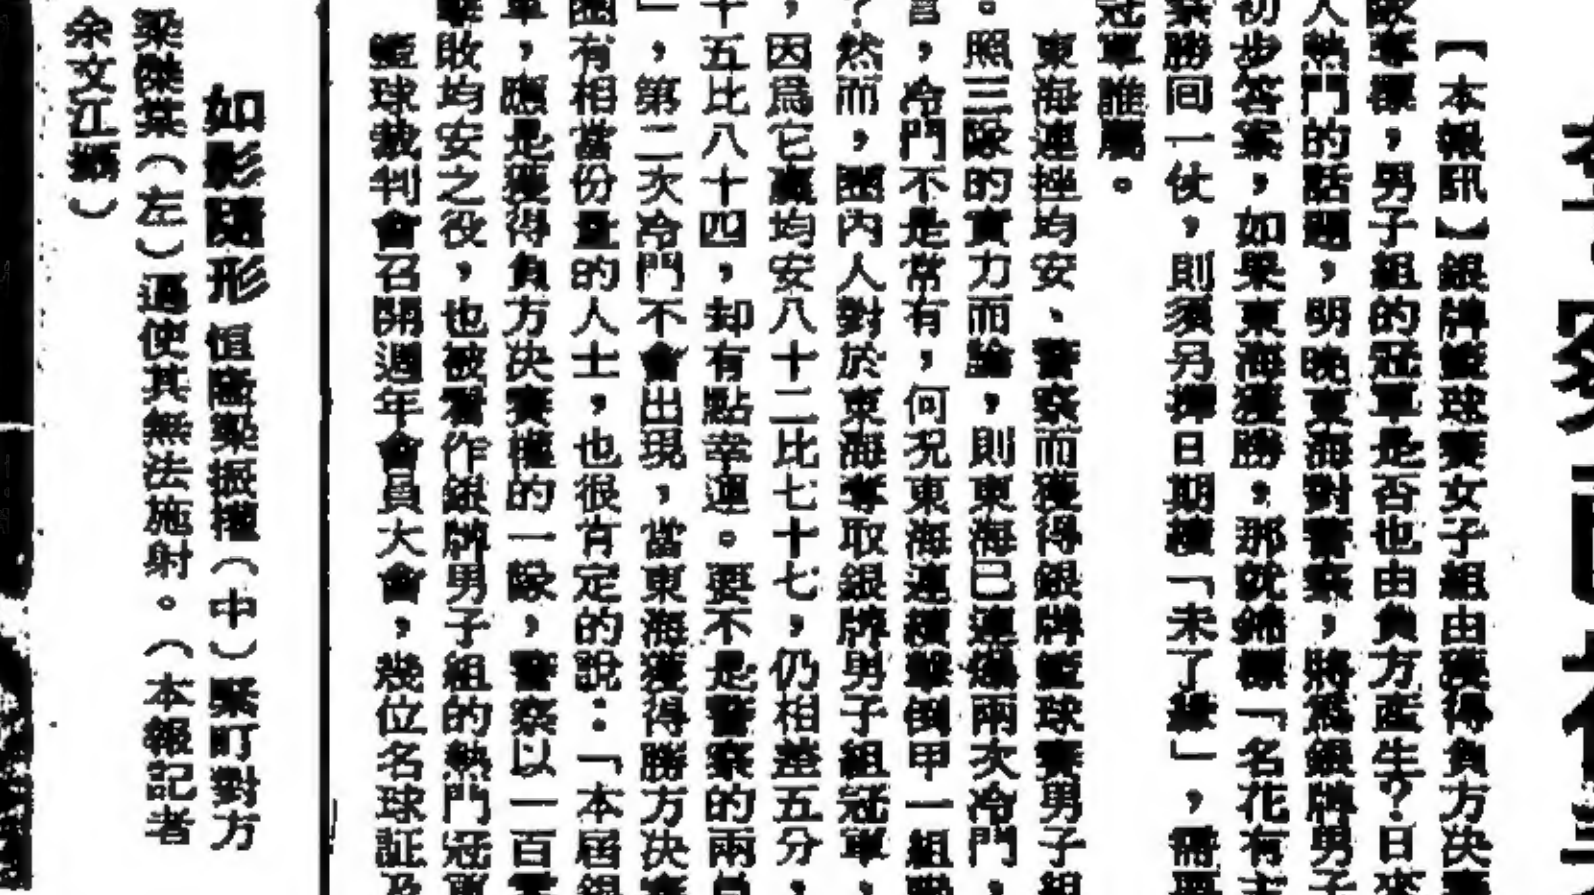 【本報訊】銀牌籃球賽女子組由獲得負方決賽
隊奪標，男子組的冠軍是否也由負方產生？日來
人熱門的話題，明晚東海對警察，將為銀牌男子
初步答案，如果東海獲勝，那就錦標「名花有主
察勝回一仗，則須另擇日期續「未了緣」，需要
冠軍誰屬。
東海連挫均安、警察而獲得銀牌籃球賽男子組
。照三隊的實力而論，則東海已連爆兩次冷門，
冷門不是常有，何況東海連續擊倒甲一組
？然而，圈內人對於東海奪取銀牌男子組冠軍，
，因為它贏均安八十二比七十七，仍相差五分，
十五比八十四，却有點幸運。要不是警察的兩
」，第二次冷門不會出現，當東海獲得勝方決賽
圈有相當份量的人士，也很肯定的說：「本屆銀
軍，應是獲得負方決賽權的一隊，警察以一百
擊敗均安之役，也被看作銀牌男子組的熱門冠軍
籃球裁判會召開週年會員大會，幾位名球証及
如影隨形
恒隆梁振權（中）緊盯對方
梁傑棠（左）逼使其無法施射。（本報記者
余文江攝）